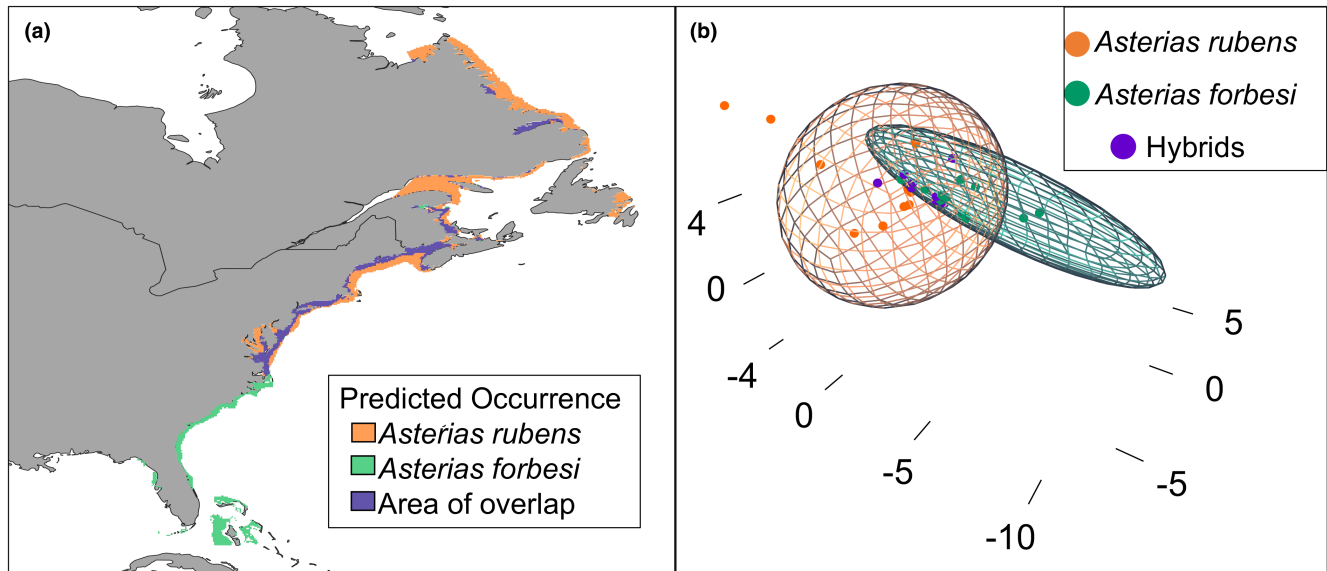 (a)
Predicted Occurrence
Asterias rubens
Asterias forbesi
Area of overlap
(b)
Asterias rubens
Asterias forbesi
Hybrids
4
0
-4
0
-5
-10
5
0
-5